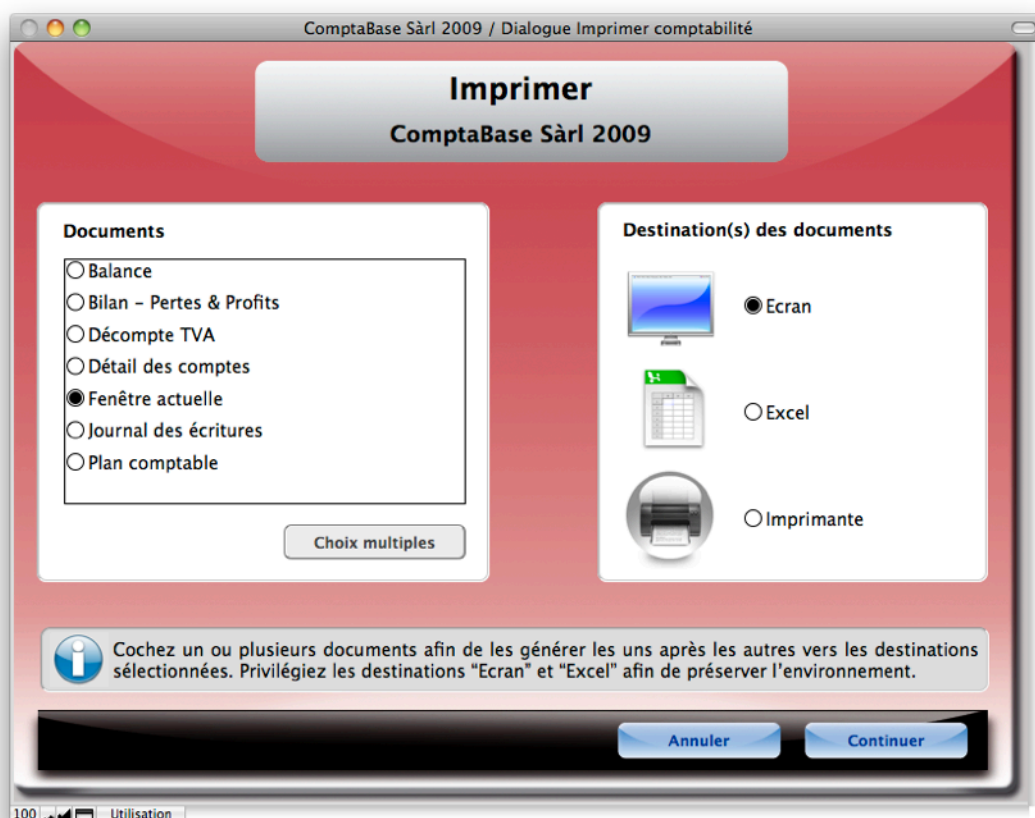 ComptaBase Sàrl 2009 / Dialogue Imprimer comptabilité
Imprimer
ComptaBase Sàrl 2009
Documents
Balance
Bilan – Pertes & Profits
Décompte TVA
Détail des comptes
Fenêtre actuelle
Journal des écritures
Plan comptable
Choix multiples
Destination(s) des documents
Ecran
Excel
Imprimante
Cochez un ou plusieurs documents afin de les générer les uns après les autres vers les destinations
sélectionnées. Privilégiez les destinations “Ecran” et “Excel” afin de préserver l’environnement.
Annuler
Continuer
100
Utilisation